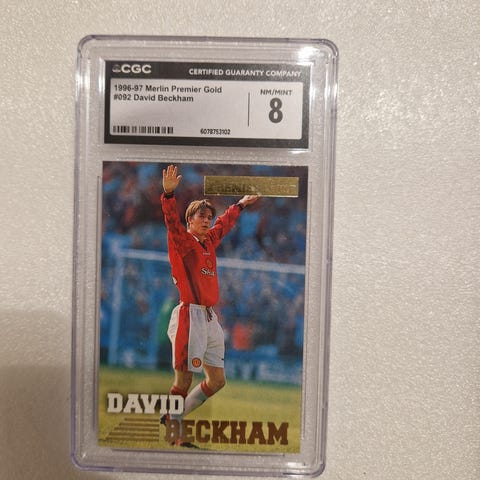 CGC
CERTIFIED GUARANTY COMPANY
1996-97 Merlin Premier Gold
#092 David Beckham
NM/MINT
8
6078753102
DAVID
BECKHAM